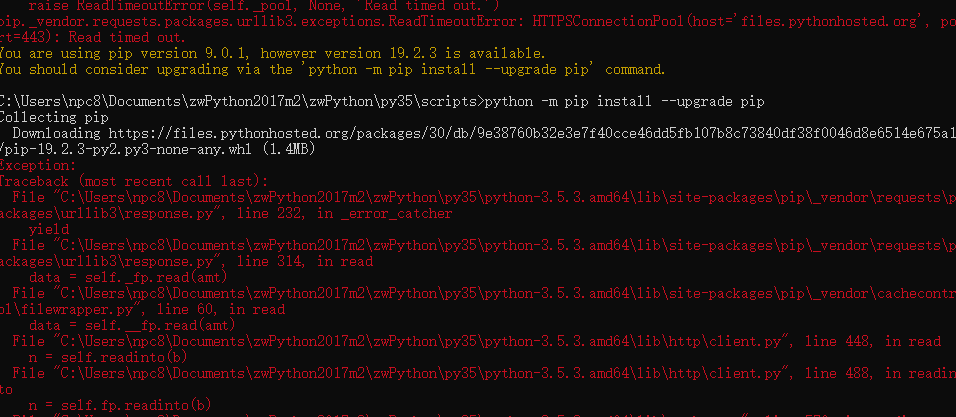 raise ReadTimeoutError(self._pool, None, 'Read timed out.')
pip._vendor.requests.packages.urllib3.exceptions.ReadTimeoutError: HTTPSConnectionPool(host='files.pythonhosted.org', po
rt=443): Read timed out.
You are using pip version 9.0.1, however version 19.2.3 is available.
You should consider upgrading via the 'python -m pip install --upgrade pip' command.
C:\Users\npc8\Documents\zwPython2017m2\zwPython\py35\scripts>python -m pip install --upgrade pip
Collecting pip
  Downloading https://files.pythonhosted.org/packages/30/db/9e38760b32e3e7f40cce46dd5fb107b8c73840df38f0046d8e6514e675a1
/pip-19.2.3-py2.py3-none-any.whl (1.4MB)
Exception:
Traceback (most recent call last):
  File "C:\Users\npc8\Documents\zwPython2017m2\zwPython\py35\python-3.5.3.amd64\lib\site-packages\pip\_vendor\requests\p
ackages\urllib3\response.py", line 232, in _error_catcher
    yield
  File "C:\Users\npc8\Documents\zwPython2017m2\zwPython\py35\python-3.5.3.amd64\lib\site-packages\pip\_vendor\requests\p
ackages\urllib3\response.py", line 314, in read
    data = self._fp.read(amt)
  File "C:\Users\npc8\Documents\zwPython2017m2\zwPython\py35\python-3.5.3.amd64\lib\site-packages\pip\_vendor\cachecontr
ol\filewrapper.py", line 60, in read
    data = self.__fp.read(amt)
  File "C:\Users\npc8\Documents\zwPython2017m2\zwPython\py35\python-3.5.3.amd64\lib\http\client.py", line 448, in read
    n = self.readinto(b)
  File "C:\Users\npc8\Documents\zwPython2017m2\zwPython\py35\python-3.5.3.amd64\lib\http\client.py", line 488, in readin
to
    n = self.fp.readinto(b)